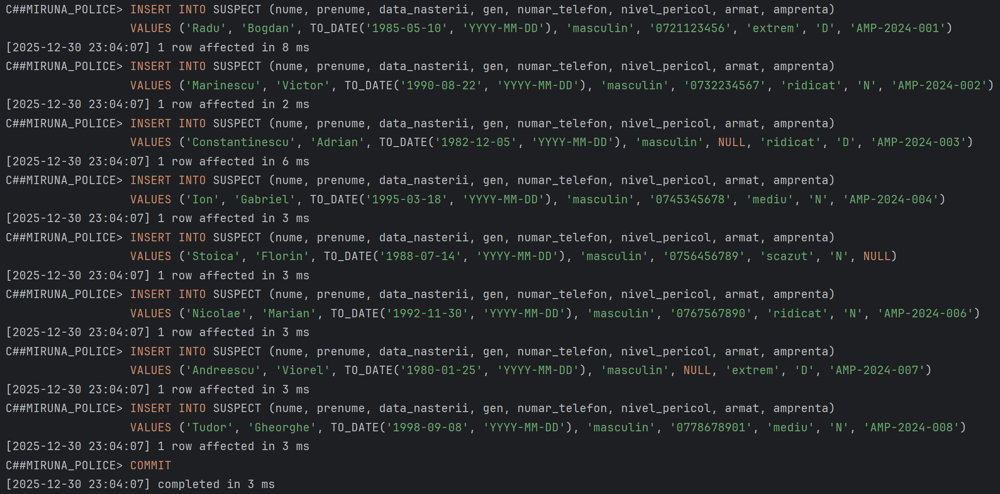 C##MIRUNA_POLICE> INSERT INTO SUSPECT (nume, prenume, data_nasterii, gen, numar_telefon, nivel_pericol, armat, amprenta)
VALUES ('Radu', 'Bogdan', TO_DATE('1985-05-10', 'YYYY-MM-DD'), 'masculin', '0721123456', 'extrem', 'D', 'AMP-2024-001')
[2025-12-30 23:04:07] 1 row affected in 8 ms
C##MIRUNA_POLICE> INSERT INTO SUSPECT (nume, prenume, data_nasterii, gen, numar_telefon, nivel_pericol, armat, amprenta)
VALUES ('Marinescu', 'Victor', TO_DATE('1990-08-22', 'YYYY-MM-DD'), 'masculin', '0732234567', 'ridicat', 'N', 'AMP-2024-002')
[2025-12-30 23:04:07] 1 row affected in 2 ms
C##MIRUNA_POLICE> INSERT INTO SUSPECT (nume, prenume, data_nasterii, gen, numar_telefon, nivel_pericol, armat, amprenta)
VALUES ('Constantinescu', 'Adrian', TO_DATE('1982-12-05', 'YYYY-MM-DD'), 'masculin', NULL, 'ridicat', 'D', 'AMP-2024-003')
[2025-12-30 23:04:07] 1 row affected in 6 ms
C##MIRUNA_POLICE> INSERT INTO SUSPECT (nume, prenume, data_nasterii, gen, numar_telefon, nivel_pericol, armat, amprenta)
VALUES ('Ion', 'Gabriel', TO_DATE('1995-03-18', 'YYYY-MM-DD'), 'masculin', '0745345678', 'mediu', 'N', 'AMP-2024-004')
[2025-12-30 23:04:07] 1 row affected in 3 ms
C##MIRUNA_POLICE> INSERT INTO SUSPECT (nume, prenume, data_nasterii, gen, numar_telefon, nivel_pericol, armat, amprenta)
VALUES ('Stoica', 'Florin', TO_DATE('1988-07-14', 'YYYY-MM-DD'), 'masculin', '0756456789', 'scazut', 'N', NULL)
[2025-12-30 23:04:07] 1 row affected in 3 ms
C##MIRUNA_POLICE> INSERT INTO SUSPECT (nume, prenume, data_nasterii, gen, numar_telefon, nivel_pericol, armat, amprenta)
VALUES ('Nicolae', 'Marian', TO_DATE('1992-11-30', 'YYYY-MM-DD'), 'masculin', '0767567890', 'ridicat', 'N', 'AMP-2024-006')
[2025-12-30 23:04:07] 1 row affected in 3 ms
C##MIRUNA_POLICE> INSERT INTO SUSPECT (nume, prenume, data_nasterii, gen, numar_telefon, nivel_pericol, armat, amprenta)
VALUES ('Andreescu', 'Viorel', TO_DATE('1980-01-25', 'YYYY-MM-DD'), 'masculin', NULL, 'extrem', 'D', 'AMP-2024-007')
[2025-12-30 23:04:07] 1 row affected in 3 ms
C##MIRUNA_POLICE> INSERT INTO SUSPECT (nume, prenume, data_nasterii, gen, numar_telefon, nivel_pericol, armat, amprenta)
VALUES ('Tudor', 'Gheorghe', TO_DATE('1998-09-08', 'YYYY-MM-DD'), 'masculin', '0778678901', 'mediu', 'N', 'AMP-2024-008')
[2025-12-30 23:04:07] 1 row affected in 3 ms
C##MIRUNA_POLICE> COMMIT
[2025-12-30 23:04:07] completed in 3 ms